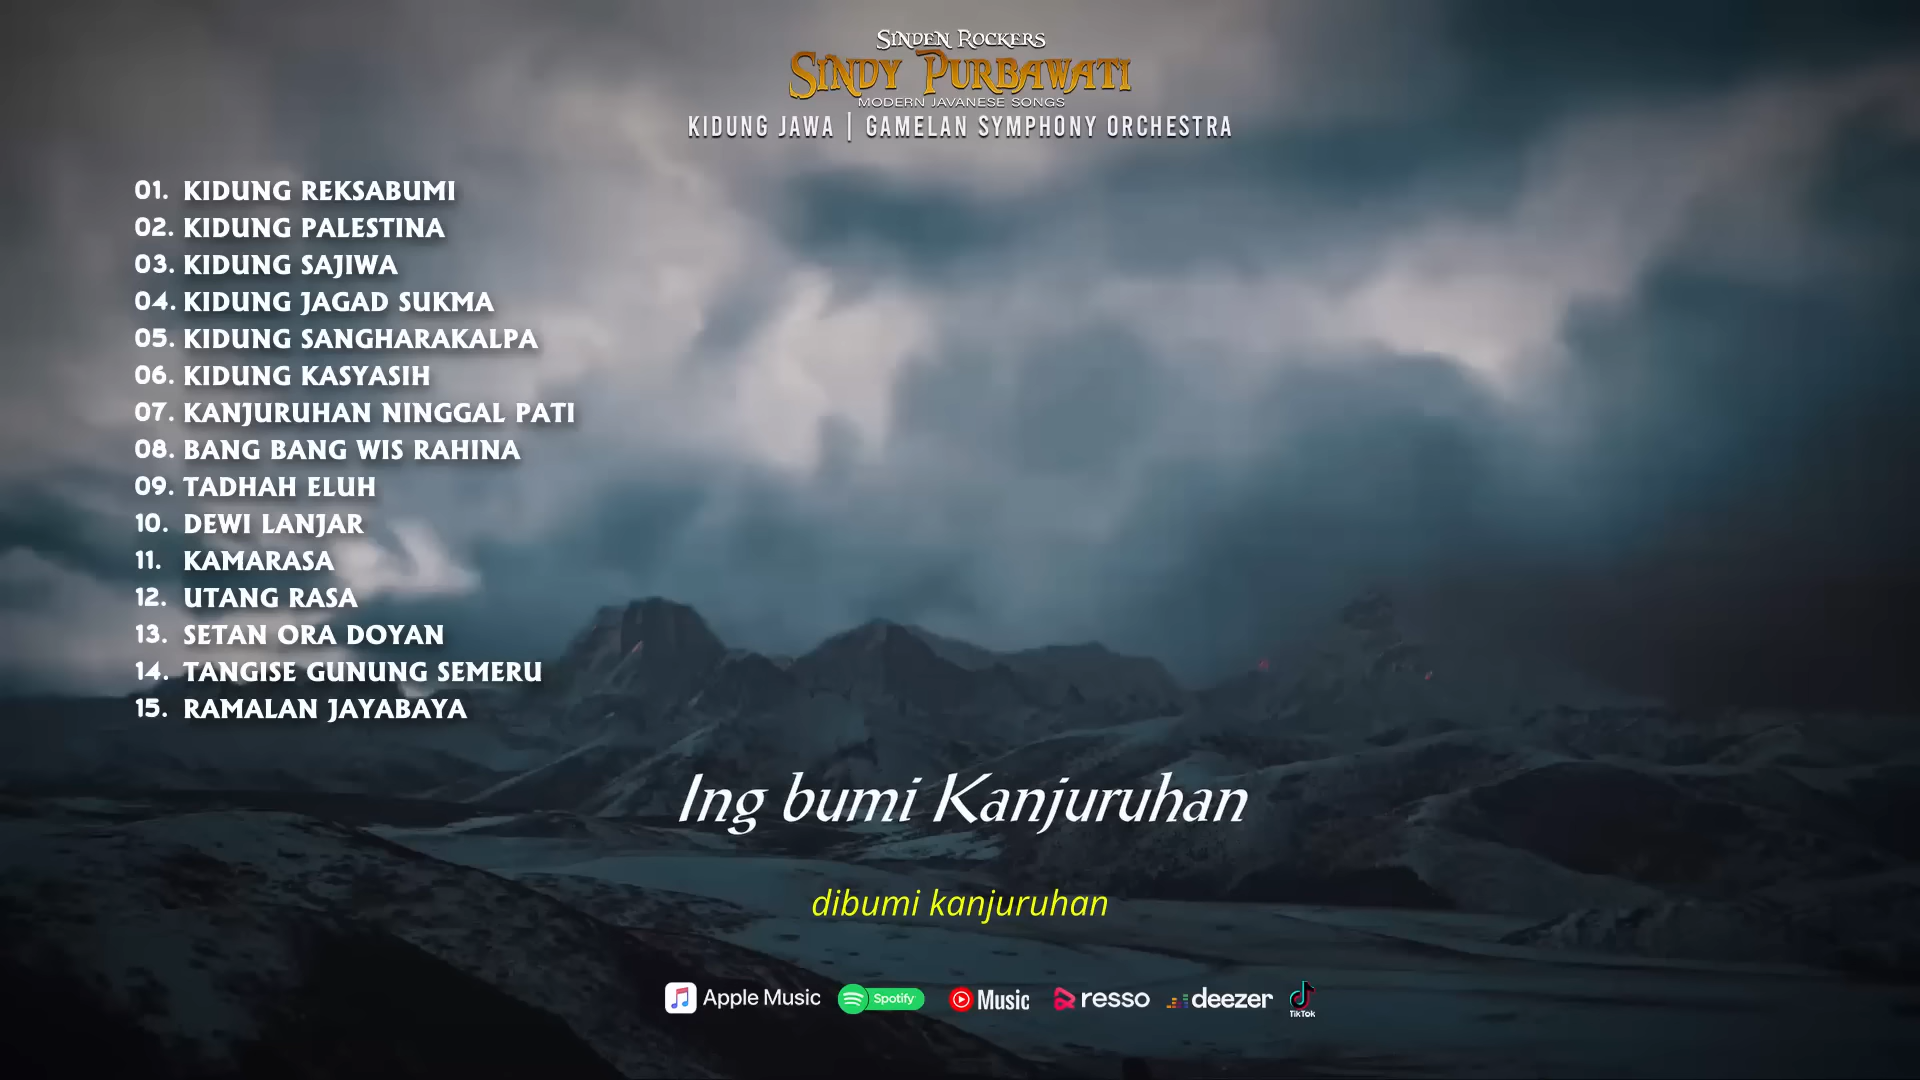 SINDEN ROCKERS
SINDY PURBAWATI
MODERN JAVANESE SONGS
KIDUNG JAWA | GAMELAN SYMPHONY ORCHESTRA
01. KIDUNG REKSABUMI
02. KIDUNG PALESTINA
03. KIDUNG SAJIWA
04. KIDUNG JAGAD SUKMA
05. KIDUNG SANGHARAKALPA
06. KIDUNG KASYASIH
07. KANJURUHAN NINGGAL PATI
08. BANG BANG WIS RAHINA
09. TADHAH ELUH
10. DEWI LANJAR
11. KAMARASA
12. UTANG RASA
13. SETAN ORA DOYAN
14. TANGISE GUNUNG SEMERU
15. RAMALAN JAYABAYA
Ing bumi Kanjuruhan
dibumi kanjuruhan
Apple Music Spotify Music resso deezer TikTok